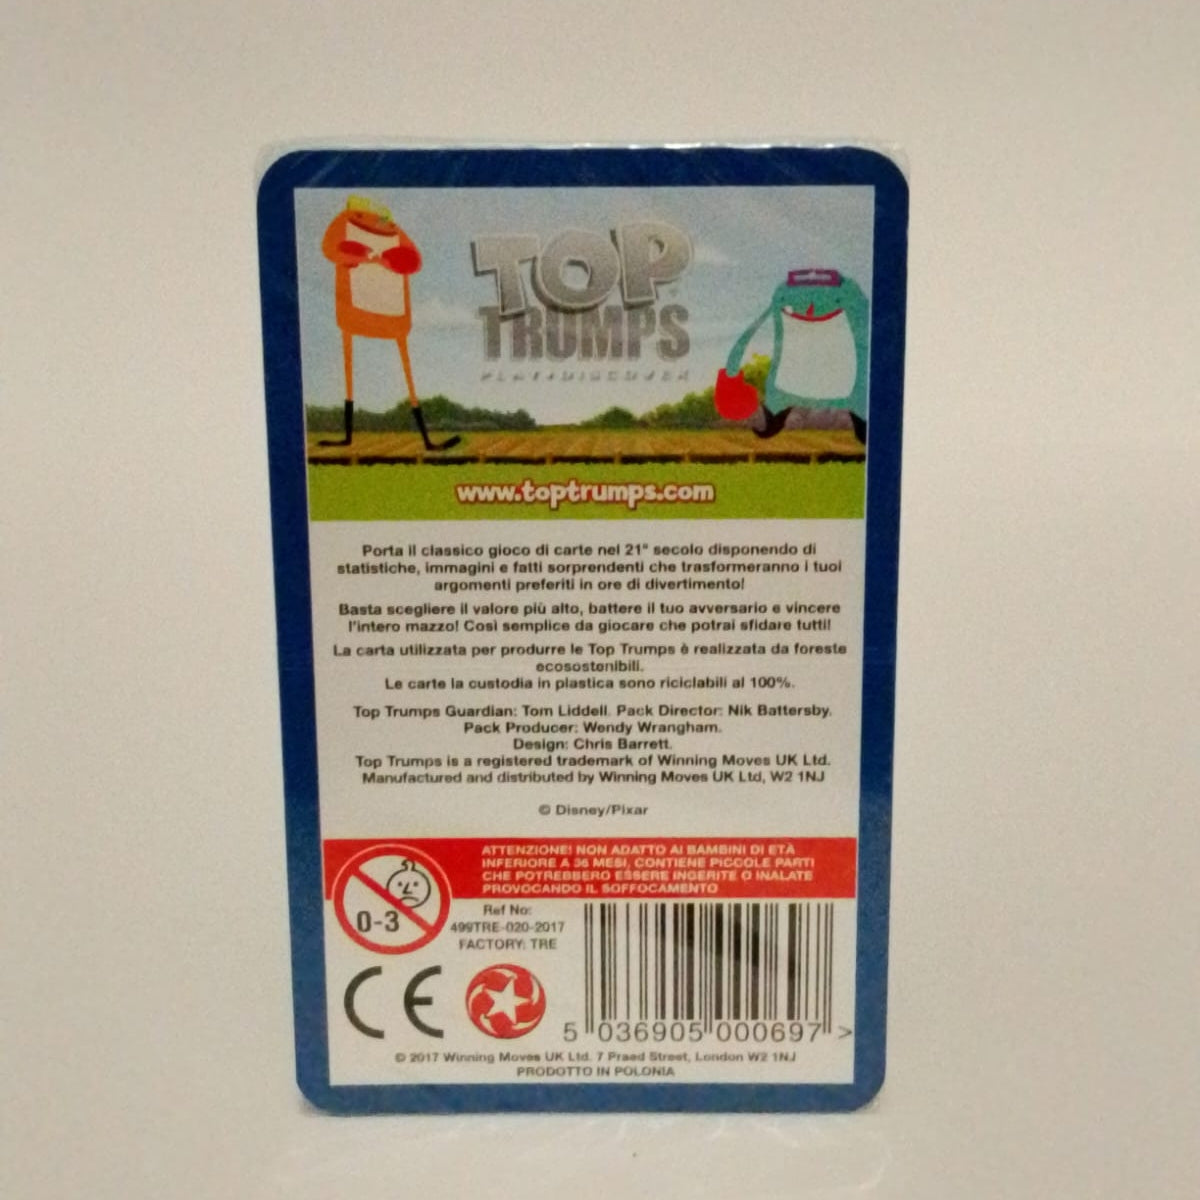 TOP
TRUMPS
PLAY+DISCOVER
www.toptrumps.com
Porta il classico gioco di carte nel 21° secolo disponendo di
statistiche, immagini e fatti sorprendenti che trasformeranno i tuoi
argomenti preferiti in ore di divertimento!
Basta scegliere il valore più alto, battere il tuo avversario e vincere
l'intero mazzo! Così semplice da giocare che potrai sfidare tutti!
La carta utilizzata per produrre le Top Trumps è realizzata da foreste
ecosostenibili.
Le carte la custodia in plastica sono riciclabili al 100%.
Top Trumps Guardian: Tom Liddell. Pack Director: Nik Battersby.
Pack Producer: Wendy Wrangham.
Design: Chris Barrett.
Top Trumps is a registered trademark of Winning Moves UK Ltd.
Manufactured and distributed by Winning Moves UK Ltd, W2 1NJ
© Disney/Pixar
ATTENZIONE! NON ADATTO AI BAMBINI DI ETÀ
INFERIORE A 36 MESI, CONTIENE PICCOLE PARTI
CHE POTREBBERO ESSERE INGERITE O INALATE
PROVOCANDO IL SOFFOCAMENTO
0-3
Ref No:
499TRE-020-2017
FACTORY: TRE
CE
5 036905 000697 >
© 2017 Winning Moves UK Ltd. 7 Praed Street, London W2 1NJ
PRODOTTO IN POLONIA